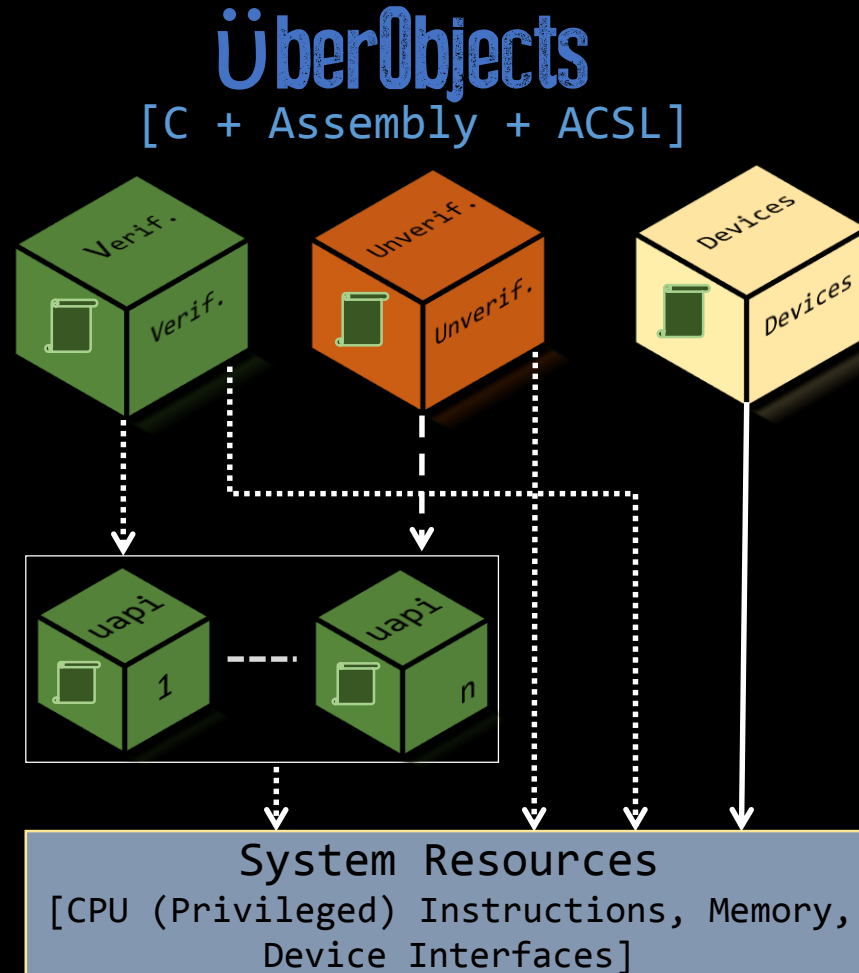 überObjects
[C + Assembly + ACSL]
Verif.
Verif.
Unverif.
Unverif.
Devices
Devices
uapi
1
uapi
n
System Resources
[CPU (Privileged) Instructions, Memory,
Device Interfaces]